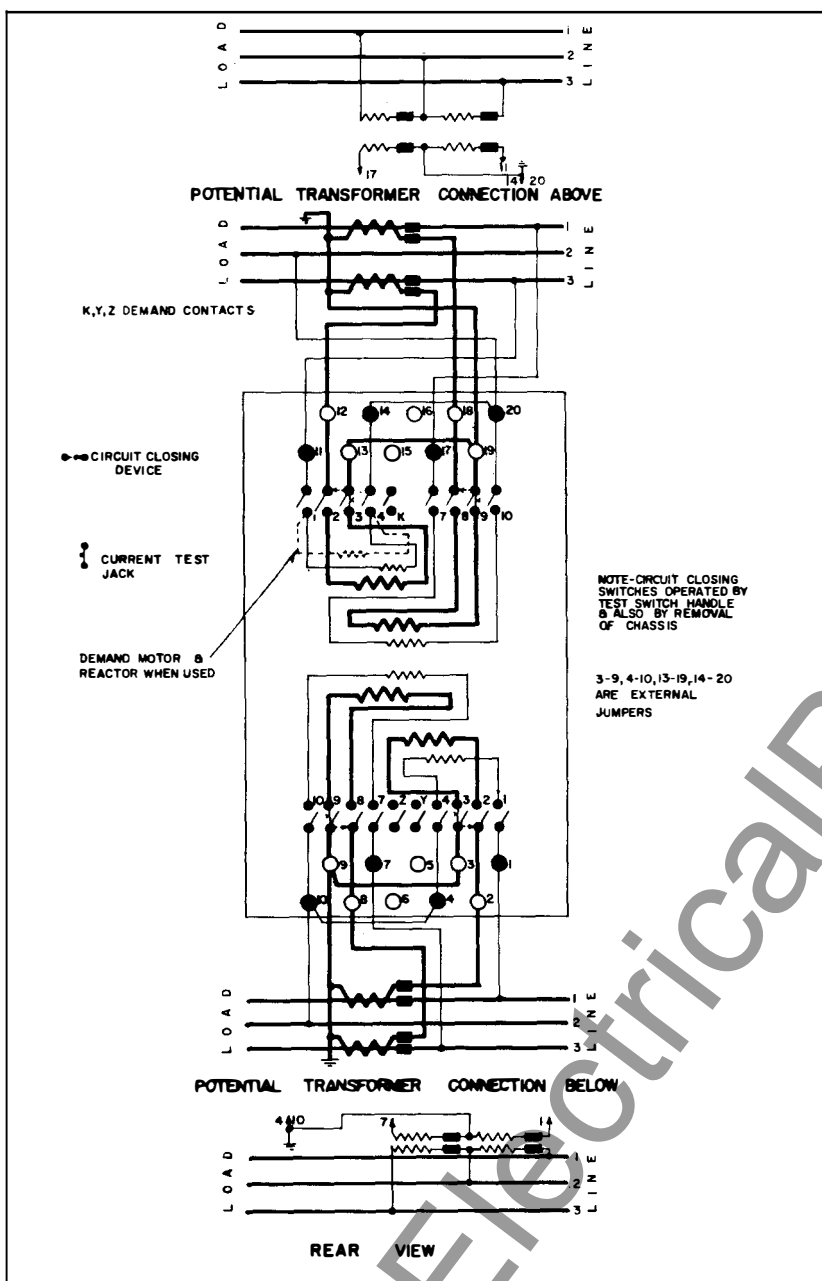 LOAD
1
2
3
LINE
17
11
14 20
POTENTIAL TRANSFORMER CONNECTION ABOVE
LOAD
1
2
3
LINE
K,Y,Z DEMAND CONTACTS
12 14 16 18 20
11 13 15 17 19
CIRCUIT CLOSING
DEVICE
1 2 3 4 K 7 8 9 10
CURRENT TEST
JACK
NOTE-CIRCUIT CLOSING
SWITCHES OPERATED BY
TEST SWITCH HANDLE
& ALSO BY REMOVAL
OF CHASSIS
DEMAND MOTOR &
REACTOR WHEN USED
3-9, 4-10, 13-19, 14-20
ARE EXTERNAL
JUMPERS
10 9 8 7 Z Y 4 3 2 1
9 7 5 3 1
10 8 6 4 2
LOAD
1
2
3
LINE
POTENTIAL TRANSFORMER CONNECTION BELOW
4 10 7 1
LOAD
1
2
3
LINE
REAR VIEW
Electrical